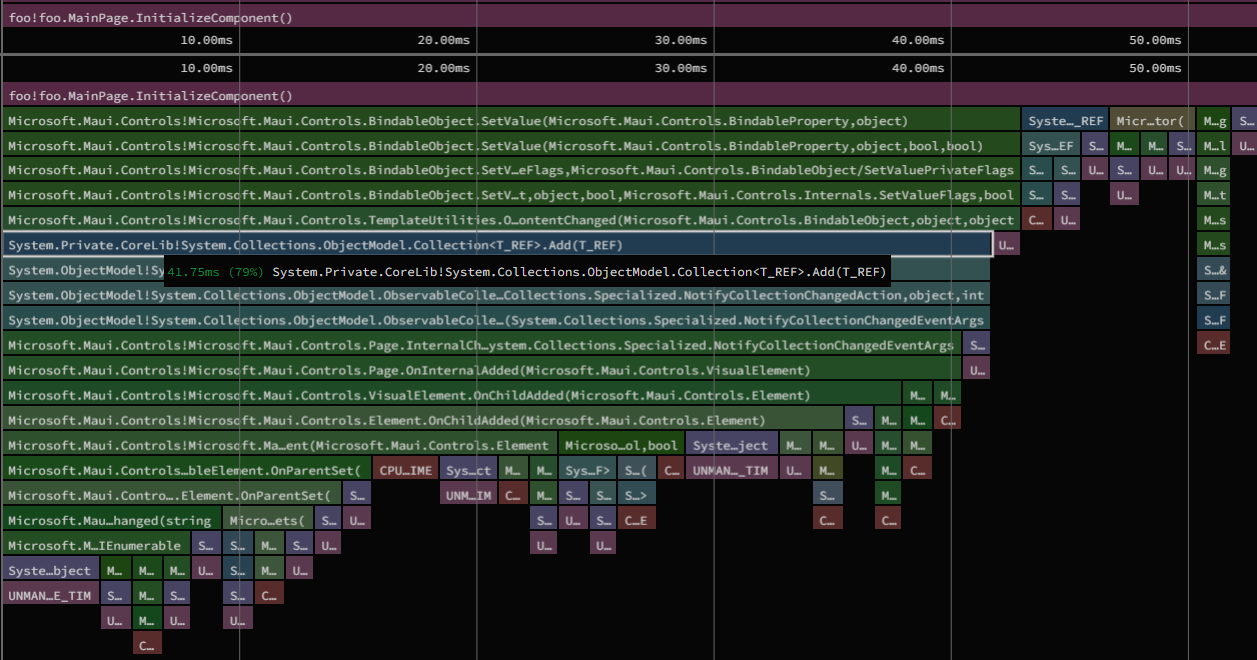 foo!foo.MainPage.InitializeComponent()
10.00ms 20.00ms 30.00ms 40.00ms 50.00ms
10.00ms 20.00ms 30.00ms 40.00ms 50.00ms
foo!foo.MainPage.InitializeComponent()
Microsoft.Maui.Controls!Microsoft.Maui.Controls.BindableObject.SetValue(Microsoft.Maui.Controls.BindableProperty,object) Syste…_REF Micr…tor( M…g S…
Microsoft.Maui.Controls!Microsoft.Maui.Controls.BindableObject.SetValue(Microsoft.Maui.Controls.BindableProperty,object,bool,bool) Sys…EF S… M… M… S… M…l U…
Microsoft.Maui.Controls!Microsoft.Maui.Controls.BindableObject.SetV…eFlags,Microsoft.Maui.Controls.BindableObject/SetValuePrivateFlags S… S… U… S… U… U… M…g
Microsoft.Maui.Controls!Microsoft.Maui.Controls.BindableObject.SetV…t,object,bool,Microsoft.Maui.Controls.Internals.SetValueFlags,bool S… S… U… M…t
Microsoft.Maui.Controls!Microsoft.Maui.Controls.TemplateUtilities.O…ontentChanged(Microsoft.Maui.Controls.BindableObject,object,object C… U… M…s
System.Private.CoreLib!System.Collections.ObjectModel.Collection<T_REF>.Add(T_REF) U… M…s
System.ObjectModel!Sy 41.75ms (79%) System.Private.CoreLib!System.Collections.ObjectModel.Collection<T_REF>.Add(T_REF) S…&
System.ObjectModel!System.Collections.ObjectModel.ObservableColle…Collections.Specialized.NotifyCollectionChangedAction,object,int S…F
System.ObjectModel!System.Collections.ObjectModel.ObservableColle…(System.Collections.Specialized.NotifyCollectionChangedEventArgs S…F
Microsoft.Maui.Controls!Microsoft.Maui.Controls.Page.InternalCh…ystem.Collections.Specialized.NotifyCollectionChangedEventArgs S… C…E
Microsoft.Maui.Controls!Microsoft.Maui.Controls.Page.OnInternalAdded(Microsoft.Maui.Controls.VisualElement) U…
Microsoft.Maui.Controls!Microsoft.Maui.Controls.VisualElement.OnChildAdded(Microsoft.Maui.Controls.Element) M… M…
Microsoft.Maui.Controls!Microsoft.Maui.Controls.Element.OnChildAdded(Microsoft.Maui.Controls.Element) S… M… M… C…
Microsoft.Maui.Controls!Microsoft.Ma…ent(Microsoft.Maui.Controls.Element Microso…ol,bool Syste…ject M… M… U… M… M…
Microsoft.Maui.Controls…bleElement.OnParentSet( CPU…IME Sys…ct M… M… Sys…F> S…( C… UNMAN…_TIM U… M… M… C…
Microsoft.Maui.Contro….Element.OnParentSet( S… UNM…IM C… M… S… S… S…> S… M…
Microsoft.Mau…hanged(string Micro…ets( S… U… S… U… S… C…E C… C…
Microsoft.M…IEnumerable S… S… M… S… U… U… U…
Syste…bject M… M… M… U… S… M… U…
UNMAN…E_TIM S… M… S… S… C…
U… M… U… U…
C…